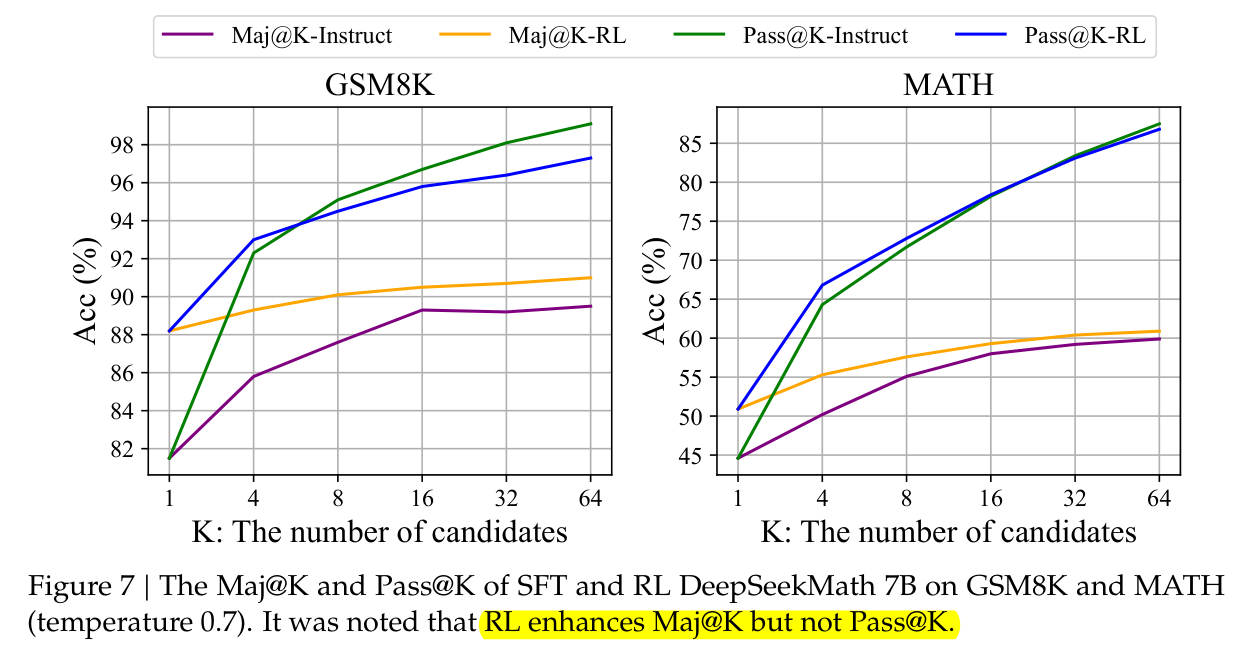 Maj@K-Instruct Maj@K-RL Pass@K-Instruct Pass@K-RL
GSM8K
98
96
94
92
90
88
86
84
82
Acc (%)
1 4 8 16 32 64
K: The number of candidates
MATH
85
80
75
70
65
60
55
50
45
Acc (%)
1 4 8 16 32 64
K: The number of candidates
Figure 7 | The Maj@K and Pass@K of SFT and RL DeepSeekMath 7B on GSM8K and MATH
(temperature 0.7). It was noted that RL enhances Maj@K but not Pass@K.